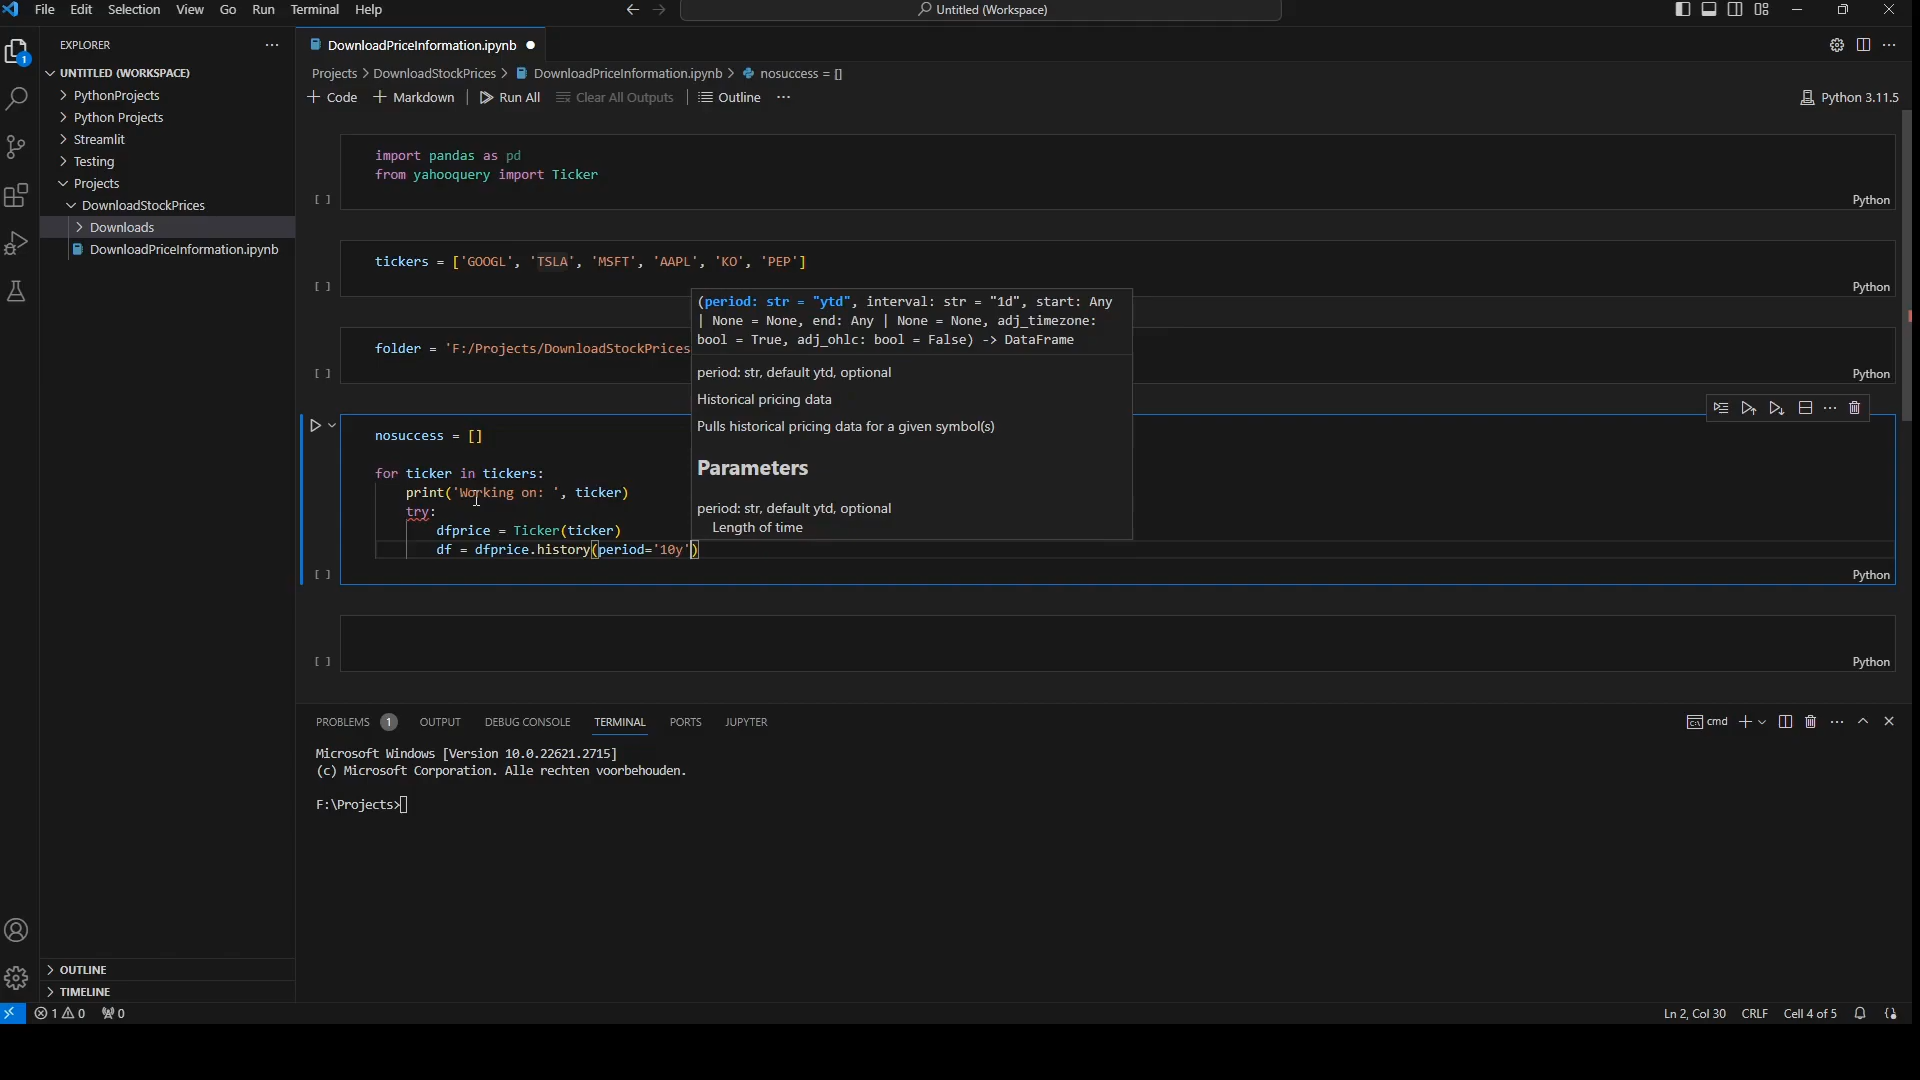 File Edit Selection View Go Run Terminal Help
Untitled (Workspace)
EXPLORER
UNTITLED (WORKSPACE)
PythonProjects
Python Projects
Streamlit
Testing
Projects
DownloadStockPrices
Downloads
DownloadPriceInformation.ipynb
OUTLINE
TIMELINE
1
DownloadPriceInformation.ipynb
Projects > DownloadStockPrices > DownloadPriceInformation.ipynb > nosuccess = []
+ Code + Markdown Run All Clear All Outputs Outline ...
Python 3.11.5
import pandas as pd
from yahooquery import Ticker
[ ] Python
tickers = ['GOOGL', 'TSLA', 'MSFT', 'AAPL', 'KO', 'PEP']
[ ] Python
folder = 'F:/Projects/DownloadStockPrices
[ ] Python
(period: str = "ytd", interval: str = "1d", start: Any
| None = None, end: Any | None = None, adj_timezone:
bool = True, adj_ohlc: bool = False) -> DataFrame
period: str, default ytd, optional
Historical pricing data
Pulls historical pricing data for a given symbol(s)
Parameters
period: str, default ytd, optional
Length of time
nosuccess = []
for ticker in tickers:
print('Working on: ', ticker)
try:
dfprice = Ticker(ticker)
df = dfprice.history(period='10y')
[ ] Python
[ ] Python
PROBLEMS 1 OUTPUT DEBUG CONSOLE TERMINAL PORTS JUPYTER
cmd
Microsoft Windows [Version 10.0.22621.2715]
(c) Microsoft Corporation. Alle rechten voorbehouden.
F:\Projects>
1 0 0
Ln 2, Col 30 CRLF Cell 4 of 5